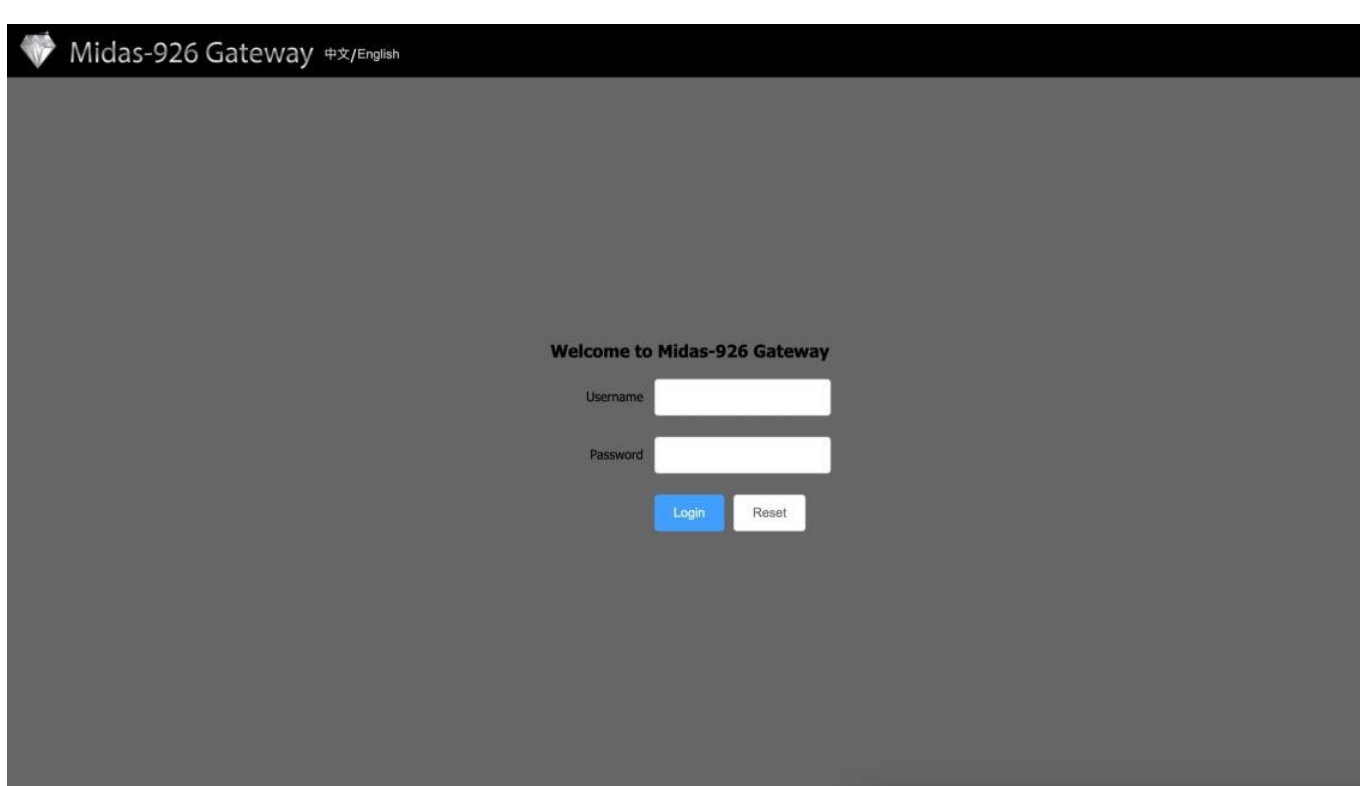 Midas-926 Gateway 中文/English
Welcome to Midas-926 Gateway
Username
Password
Login Reset